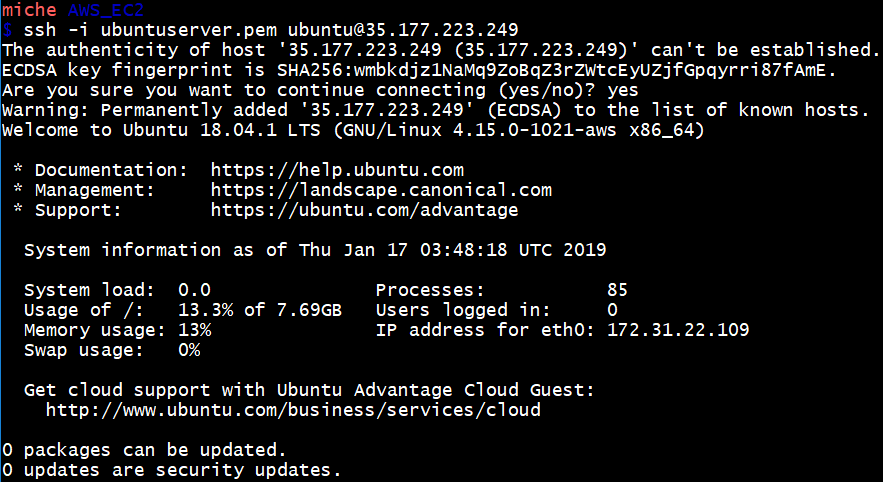 miche AWS_EC2
$ ssh -i ubuntuserver.pem ubuntu@35.177.223.249
The authenticity of host '35.177.223.249 (35.177.223.249)' can't be established.
ECDSA key fingerprint is SHA256:wmbkdjz1NaMq9ZoBqZ3rZWtcEyUZjfGpqyrri87fAmE.
Are you sure you want to continue connecting (yes/no)? yes
Warning: Permanently added '35.177.223.249' (ECDSA) to the list of known hosts.
Welcome to Ubuntu 18.04.1 LTS (GNU/Linux 4.15.0-1021-aws x86_64)

 * Documentation:  https://help.ubuntu.com
 * Management:     https://landscape.canonical.com
 * Support:        https://ubuntu.com/advantage

  System information as of Thu Jan 17 03:48:18 UTC 2019

  System load:  0.0               Processes:           85
  Usage of /:   13.3% of 7.69GB   Users logged in:     0
  Memory usage: 13%               IP address for eth0: 172.31.22.109
  Swap usage:   0%

  Get cloud support with Ubuntu Advantage Cloud Guest:
    http://www.ubuntu.com/business/services/cloud

0 packages can be updated.
0 updates are security updates.